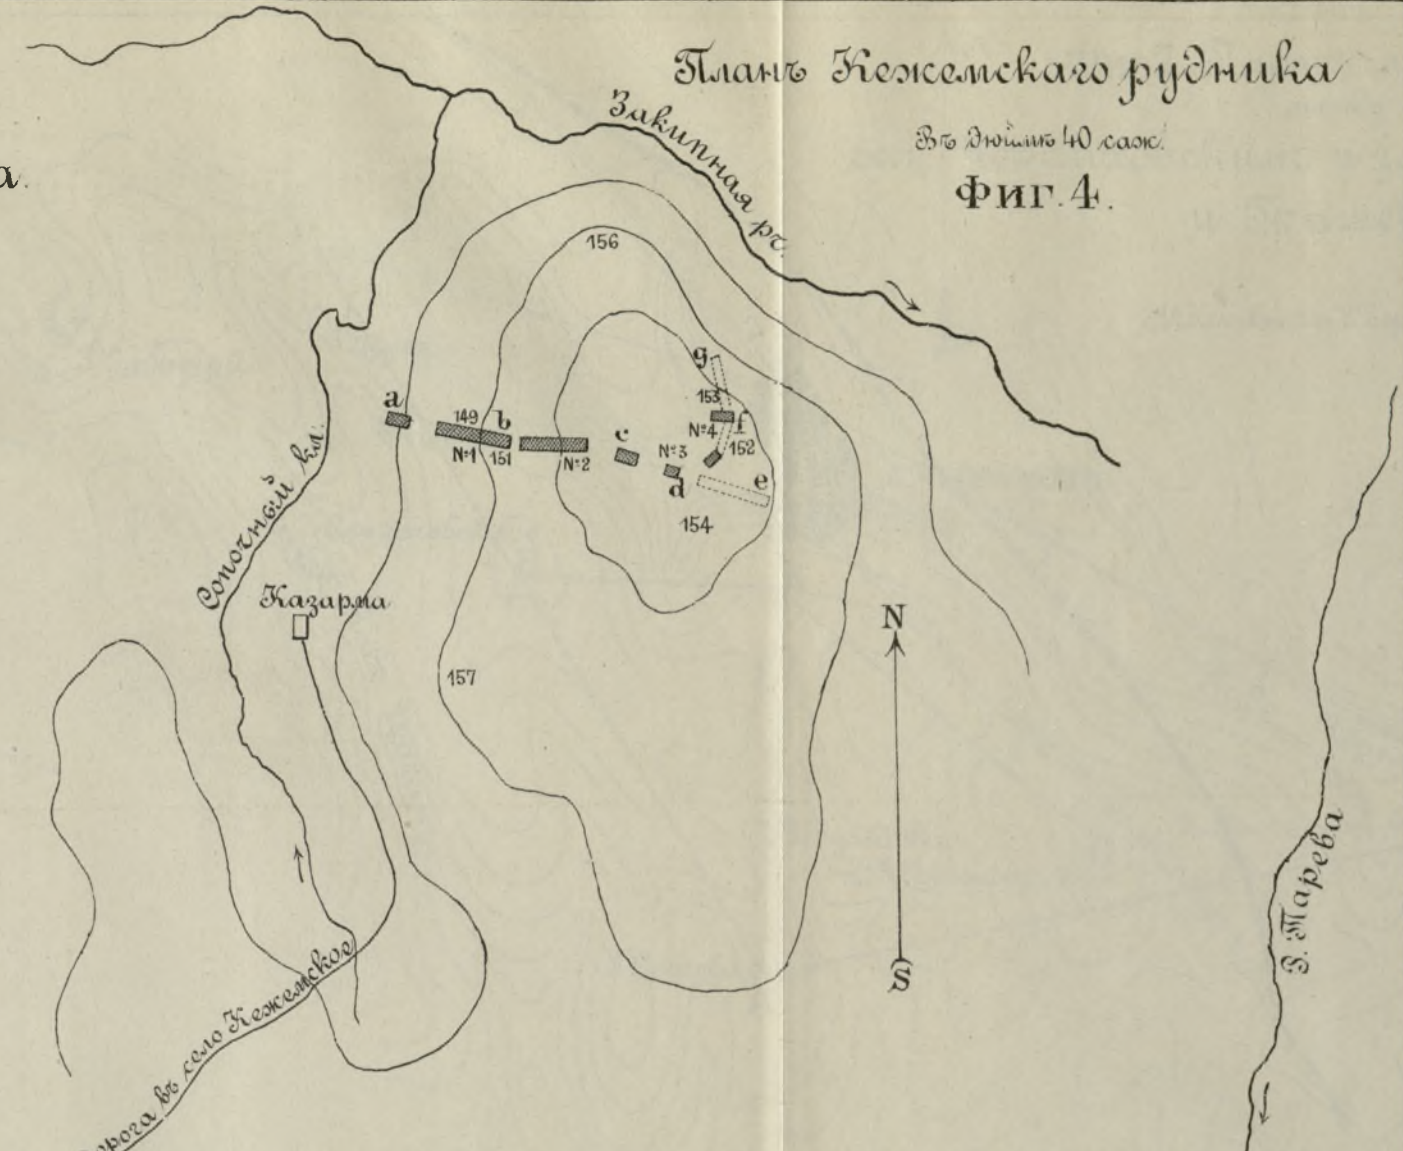 Планъ Кежемскаго рудника
Въ дюймѣ 40 саж.
Фиг. 4.
а.
Закипная рч.
156
g
153
a
149
b
f
№4
c
№1
151
№2
№3
152
d
e
154
Сопочный кл.
Казарма
N
157
Р. Тарева
S
орога въ село Кежемское